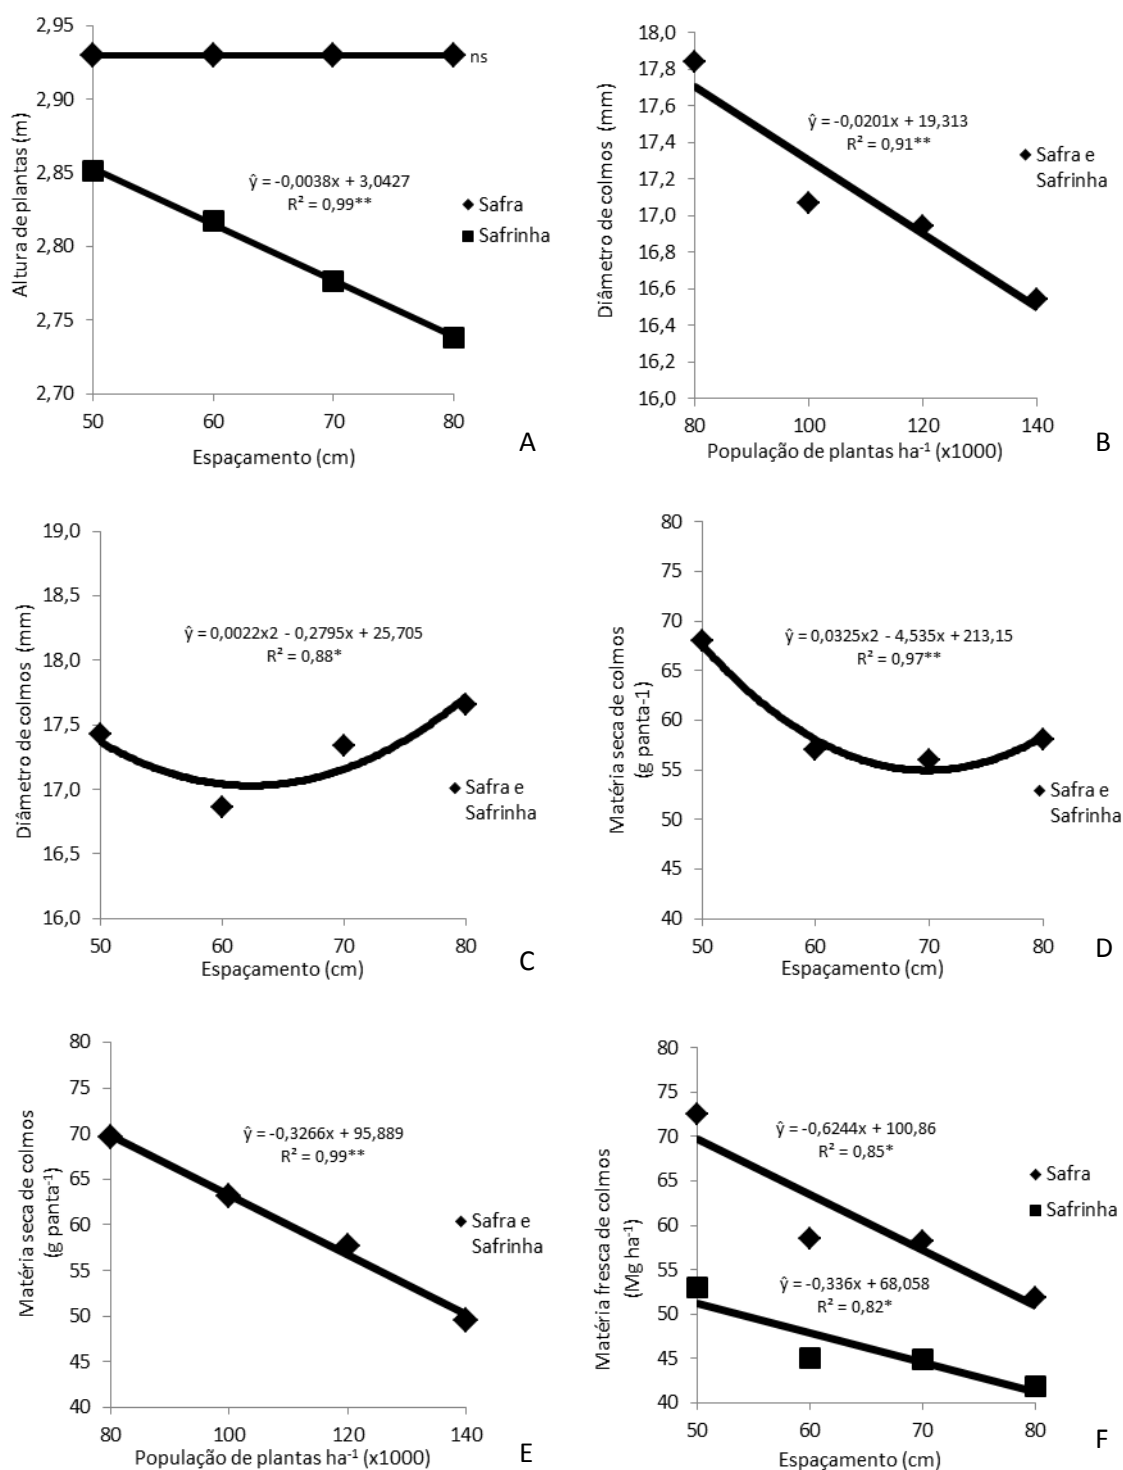 2,95
2,90
2,85
2,80
2,75
2,70
50
60
70
80
Altura de plantas (m)
Espaçamento (cm)
ns
ŷ = -0,0038x + 3,0427
R² = 0,99**
Safra
Safrinha
A
18,0
17,8
17,6
17,4
17,2
17,0
16,8
16,6
16,4
16,2
16,0
80
100
120
140
Diâmetro de colmos (mm)
População de plantas ha⁻¹ (x1000)
ŷ = -0,0201x + 19,313
R² = 0,91**
Safra e
Safrinha
B
19,0
18,5
18,0
17,5
17,0
16,5
16,0
50
60
70
80
Diâmetro de colmos (mm)
Espaçamento (cm)
ŷ = 0,0022x2 - 0,2795x + 25,705
R² = 0,88*
Safra e
Safrinha
C
80
75
70
65
60
55
50
45
40
50
60
70
80
Matéria seca de colmos
(g panta-1)
Espaçamento (cm)
ŷ = 0,0325x2 - 4,535x + 213,15
R² = 0,97**
Safra e
Safrinha
D
80
75
70
65
60
55
50
45
40
80
100
120
140
Matéria seca de colmos
(g panta⁻¹)
População de plantas ha⁻¹ (x1000)
ŷ = -0,3266x + 95,889
R² = 0,99**
Safra e
Safrinha
E
80
75
70
65
60
55
50
45
40
50
60
70
80
Matéria fresca de colmos
(Mg ha⁻¹)
Espaçamento (cm)
ŷ = -0,6244x + 100,86
R² = 0,85*
ŷ = -0,336x + 68,058
R² = 0,82*
Safra
Safrinha
F